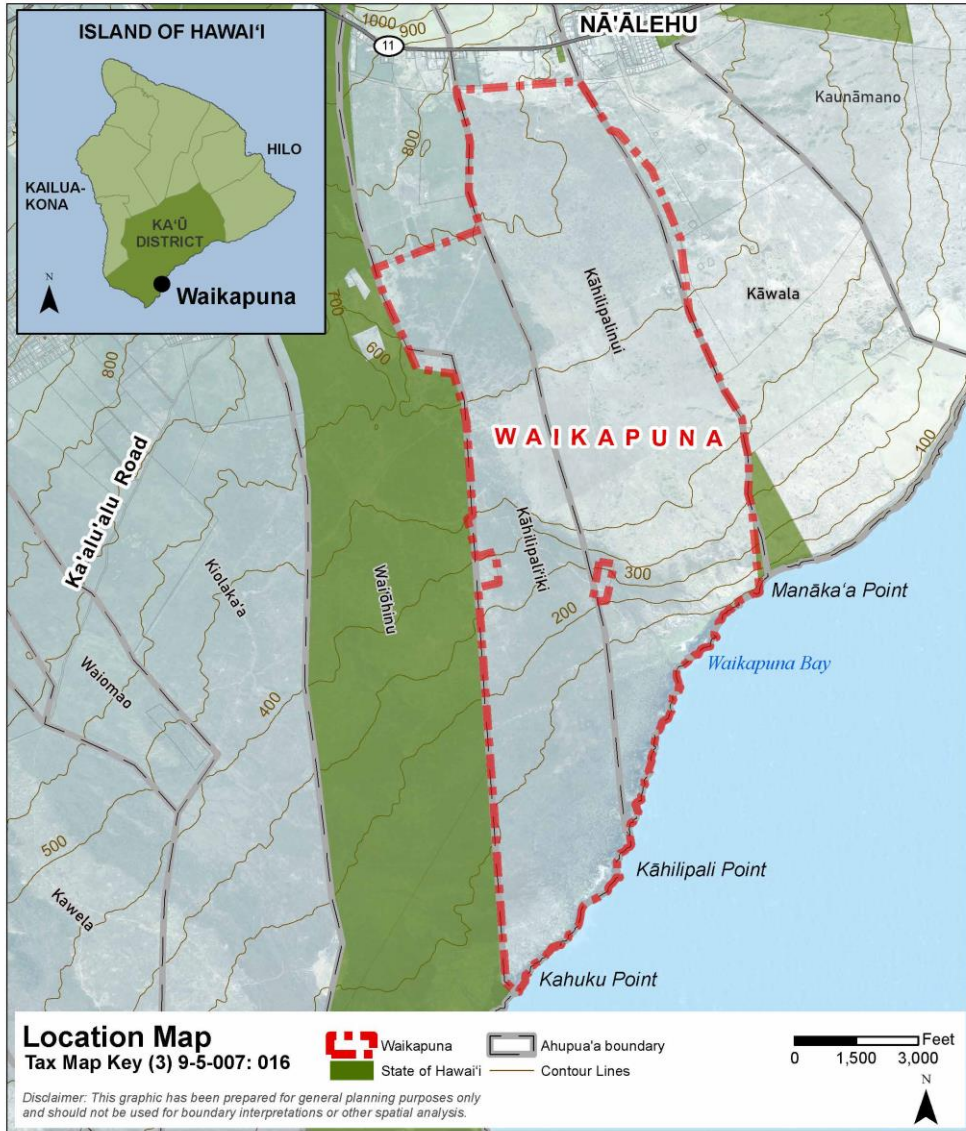 ISLAND OF HAWAI'I
HILO
KAILUA-
KONA
KA'Ū
DISTRICT
N
Waikapuna
1000
900
11
NĀ'ĀLEHU
Kaunāmano
800
700
600
Kāhilipalinui
Kāwala
800
WAIKAPUNA
100
Ka'alu'alu Road
Kiolaka'a
Wai'ōhinu
Kāhilipali'iki
300
200
Manāka'a Point
Waikapuna Bay
Waiomao
400
500
Kawela
Kāhilipali Point
Kahuku Point
Location Map
Tax Map Key (3) 9-5-007: 016
Waikapuna
State of Hawai'i
Ahupua'a boundary
Contour Lines
Feet
0 1,500 3,000
N
Disclaimer: This graphic has been prepared for general planning purposes only
and should not be used for boundary interpretations or other spatial analysis.